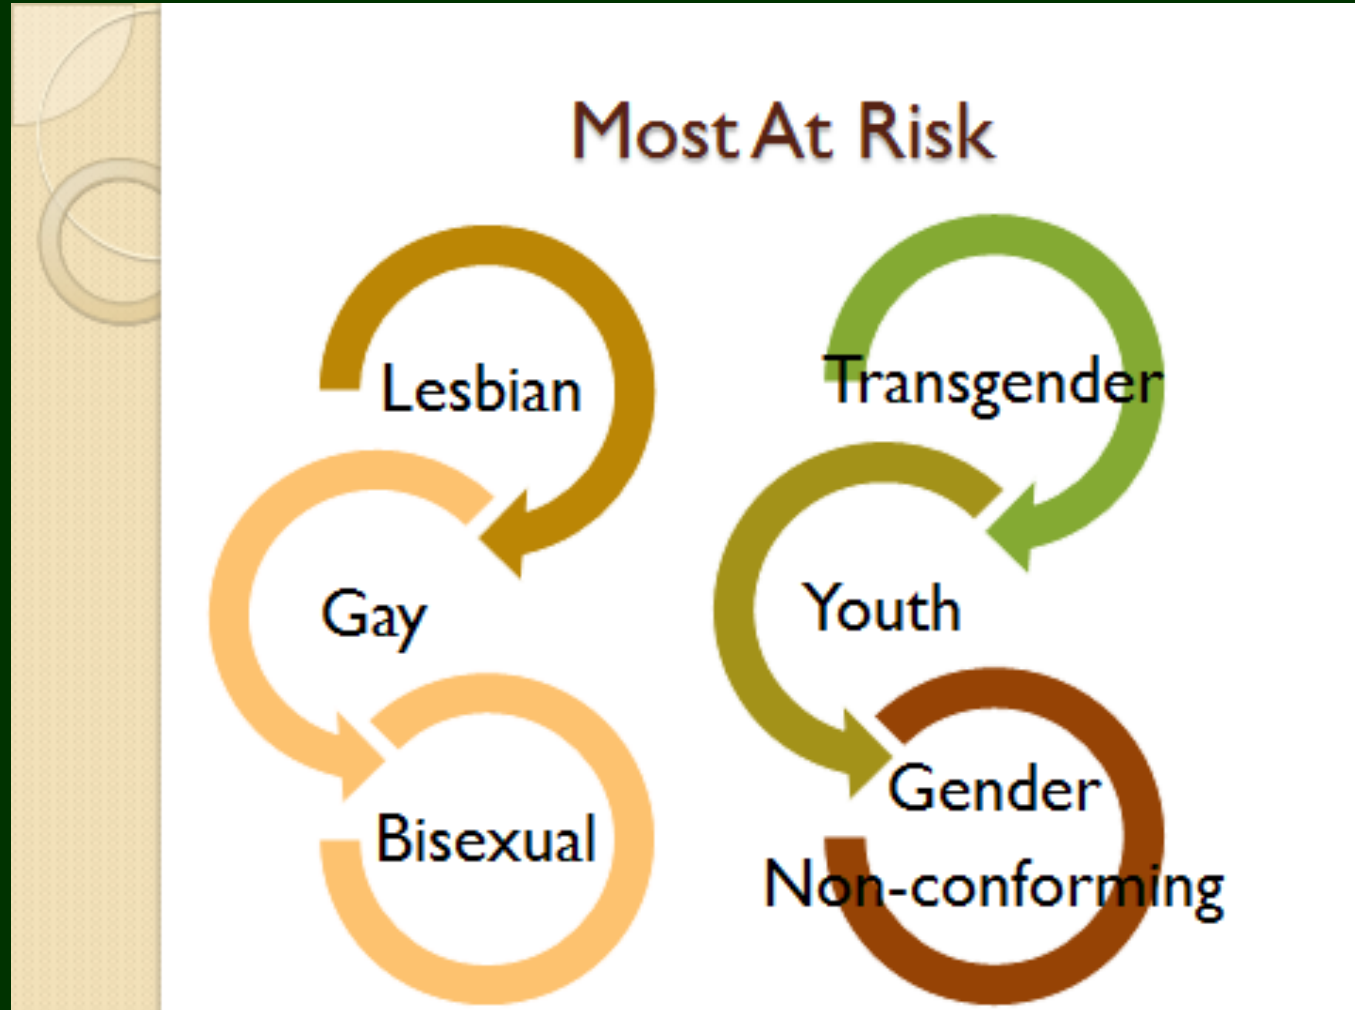 Most At Risk
Lesbian
Gay
Bisexual
Transgender
Youth
Gender
Non-conforming